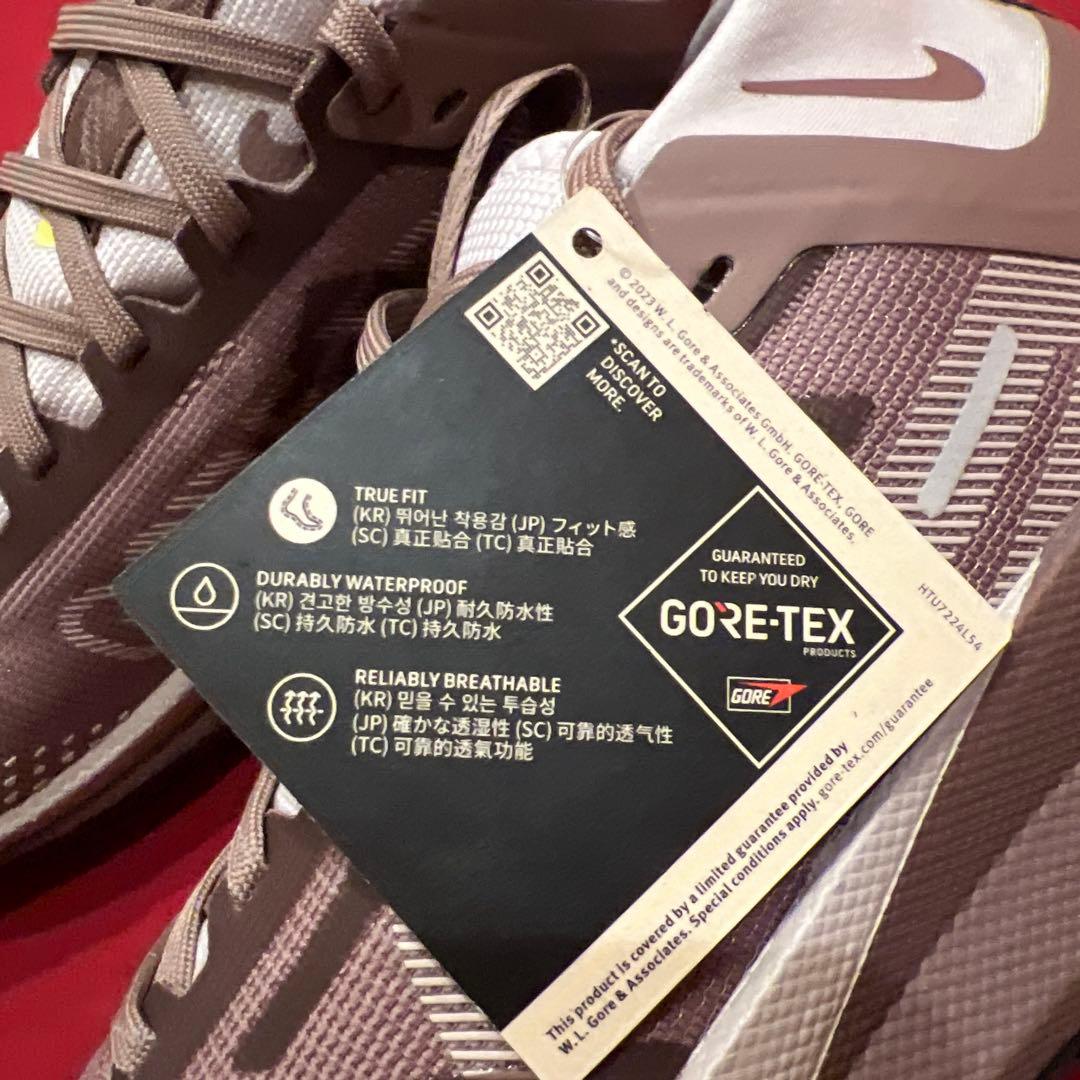 © 2023 W. L. Gore & Associates GmbH. GORE-TEX, GORE
and designs are trademarks of W. L. Gore & Associates.
*SCAN TO
DISCOVER
MORE.
TRUE FIT
(KR) 뛰어난 착용감 (JP) フィット感
(SC) 真正贴合 (TC) 真正貼合
DURABLY WATERPROOF
(KR) 견고한 방수성 (JP) 耐久防水性
(SC) 持久防水 (TC) 持久防水
RELIABLY BREATHABLE
(KR) 믿을 수 있는 투습성
(JP) 確かな透湿性 (SC) 可靠的透气性
(TC) 可靠的透氣功能
GUARANTEED
TO KEEP YOU DRY
GORE-TEX
PRODUCTS
GORE
HTU7224L54
This product is covered by a limited guarantee provided by
W. L. Gore & Associates. Special conditions apply. gore-tex.com/guarantee